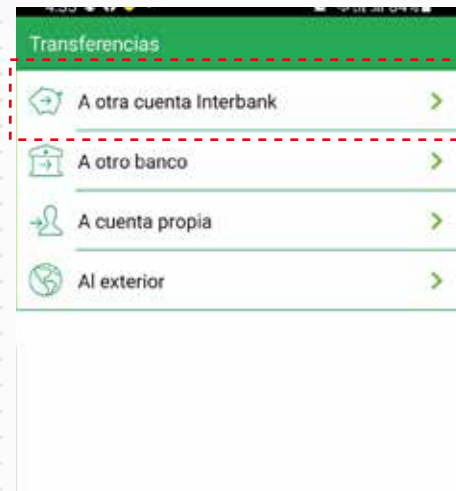 Transferencias
A otra cuenta Interbank
A otro banco
A cuenta propia
Al exterior